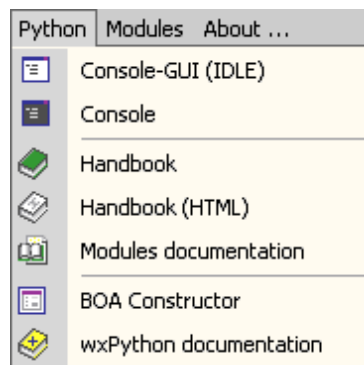 Python Modules About ...
Console-GUI (IDLE)
Console
Handbook
Handbook (HTML)
Modules documentation
BOA Constructor
wxPython documentation